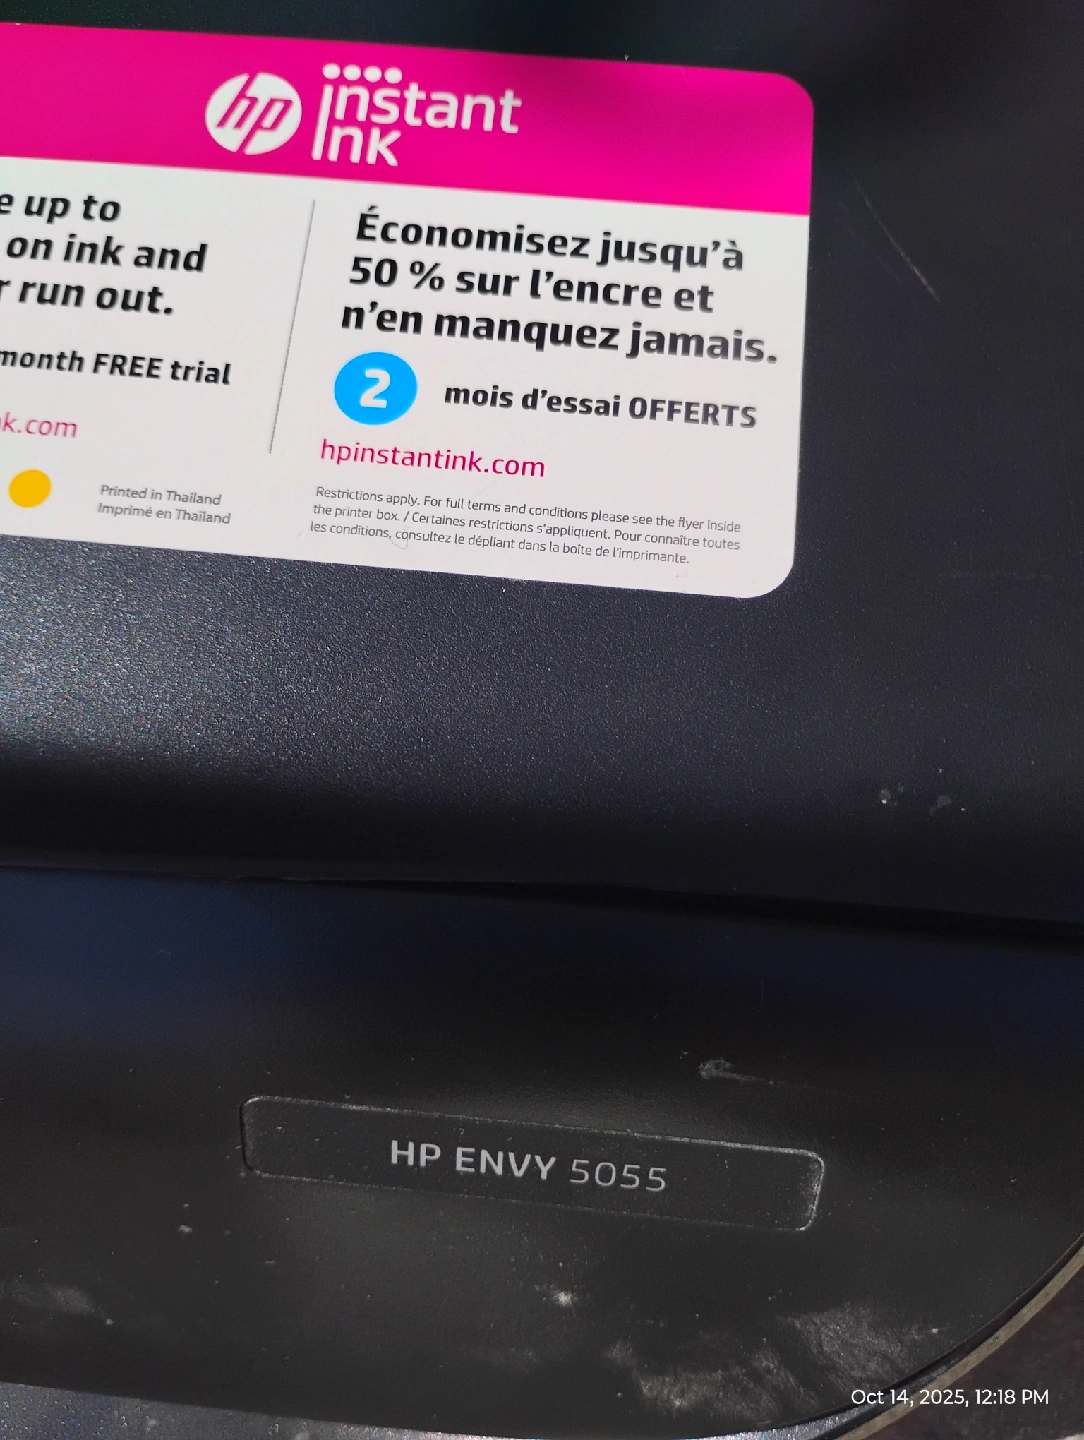 hp instant
ink
e up to
on ink and
r run out.
month FREE trial
k.com
Printed in Thailand
Imprimé en Thaïland
Économisez jusqu'à
50 % sur l'encre et
n'en manquez jamais.
2 mois d'essai OFFERTS
hpinstantink.com
Restrictions apply. For full terms and conditions please see the flyer inside
the printer box. / Certaines restrictions s'appliquent. Pour connaître toutes
les conditions, consultez le dépliant dans la boîte de l'imprimante.
HP ENVY 5055
Oct 14, 2025, 12:18 PM